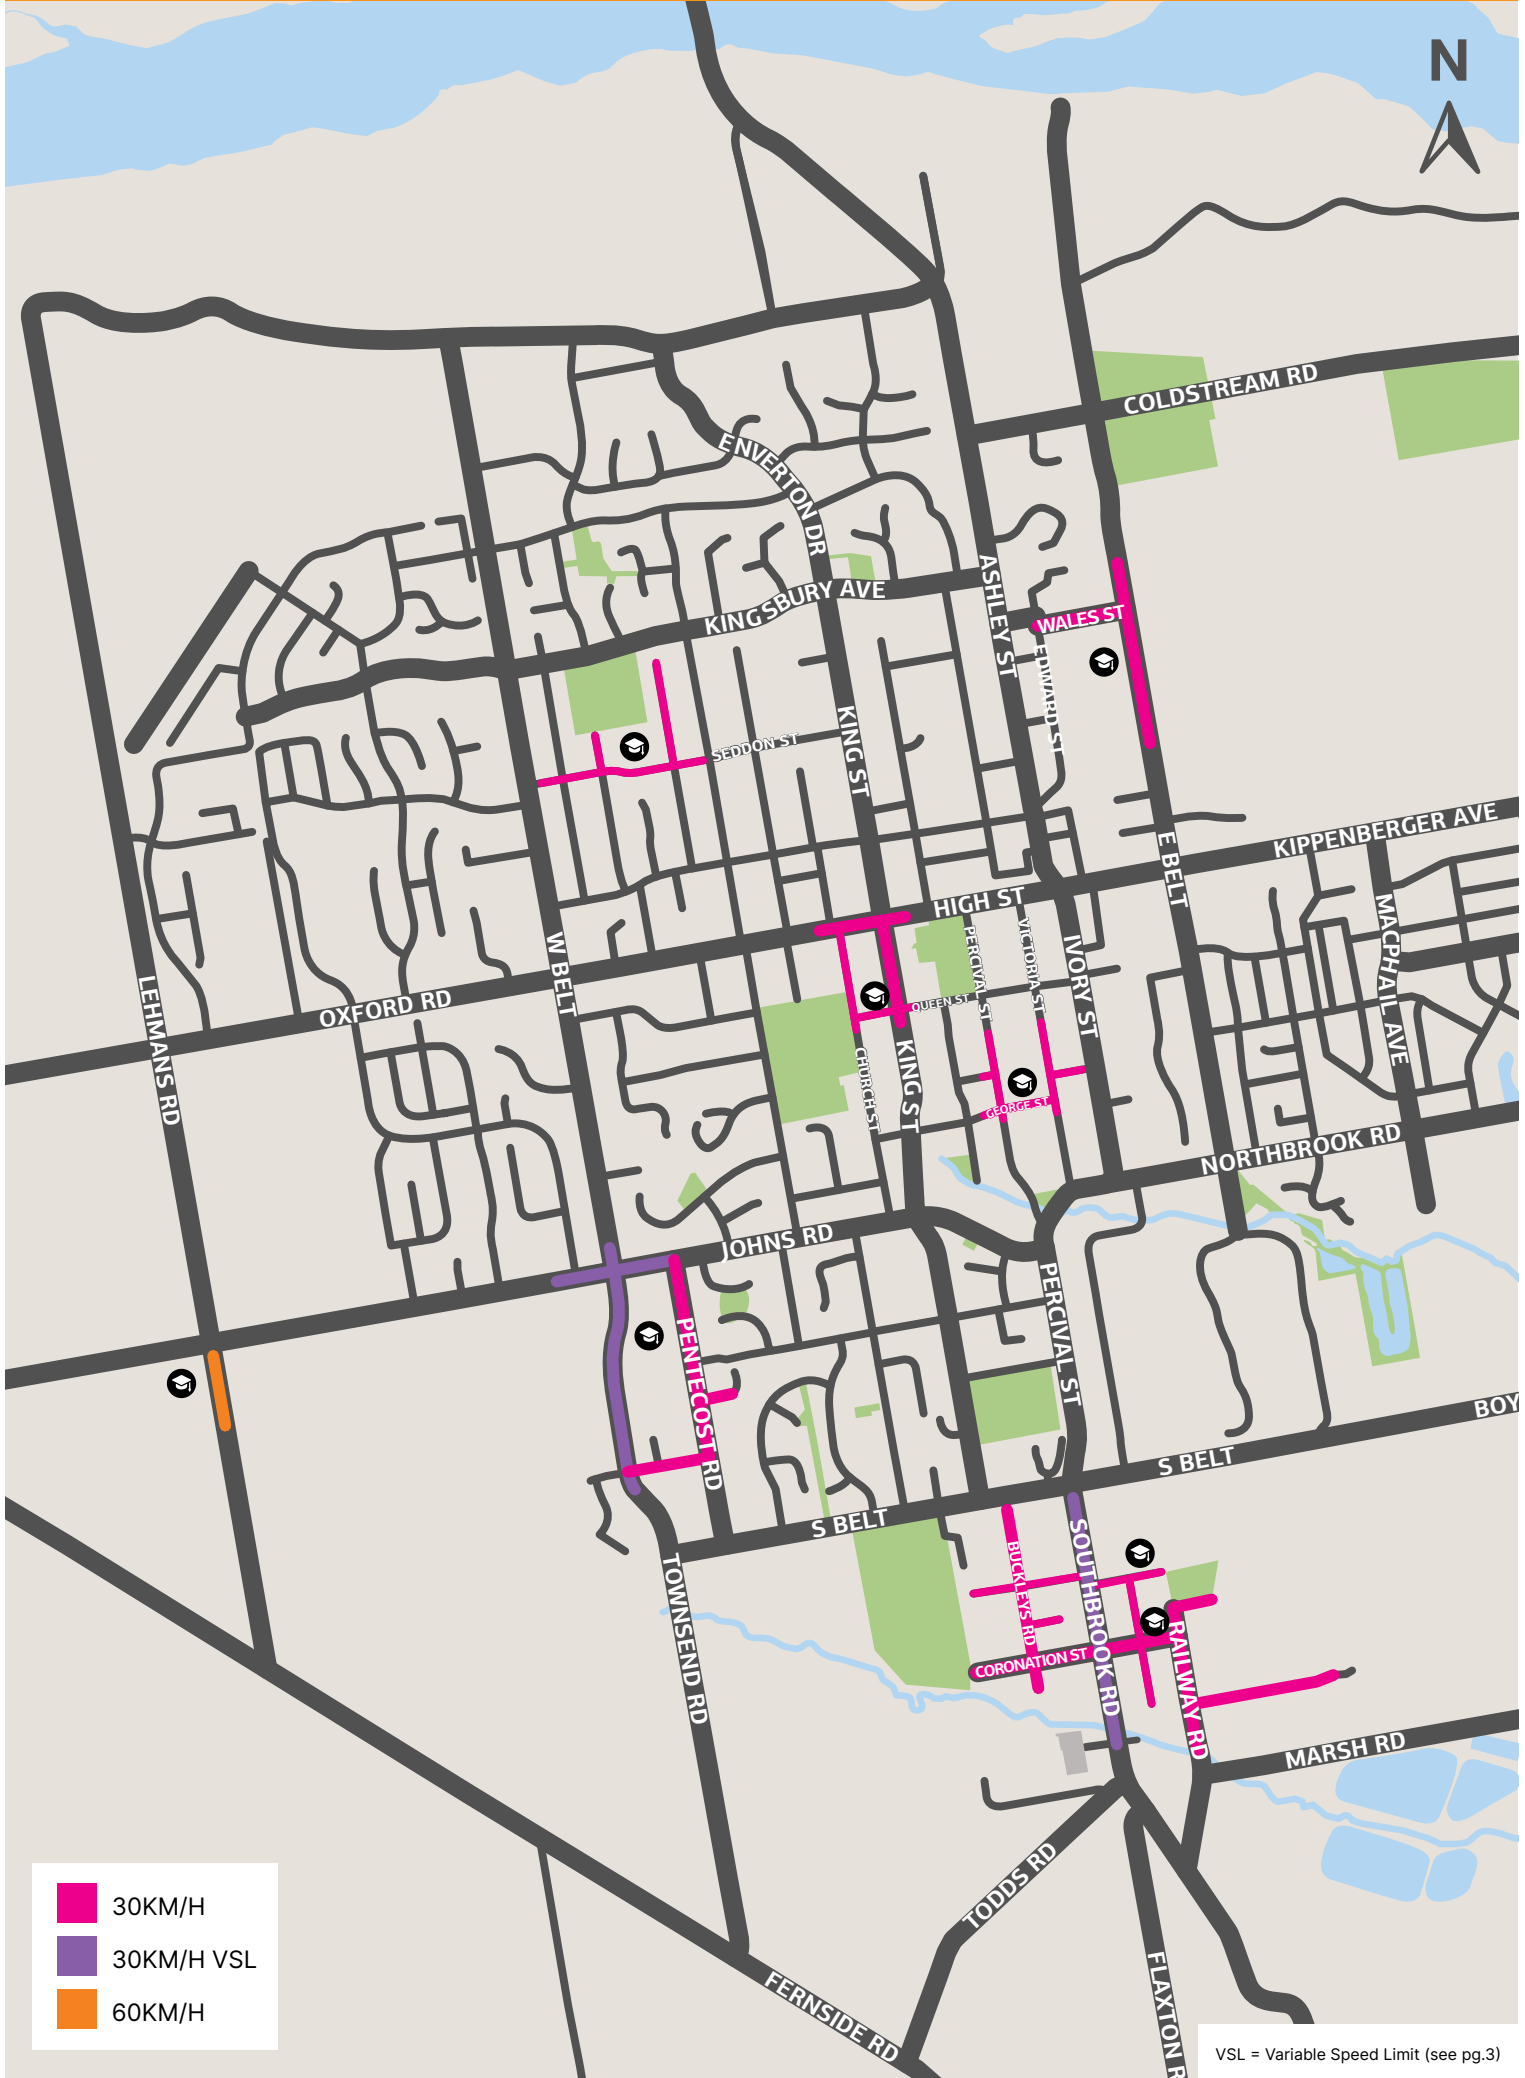 N
COLDSTREAM RD
ENVERTON DR
KINGSBURY AVE
ASHLEY ST
WALES ST
EDWARD ST
SEDDON ST
KING ST
KIPPENBERGER AVE
E BELT
HIGH ST
MACPHAIL AVE
PERCIVAL ST
VICTORIA ST
IVORY ST
W BELT
LEHMANS RD
OXFORD RD
QUEEN ST
CHURCH ST
KING ST
GEORGE ST
NORTHBROOK RD
JOHNS RD
PERCIVAL ST
PENTECOST RD
BOY
S BELT
S BELT
BUCKLEYS RD
SOUTHBROOK RD
TOWNSEND RD
CORONATION ST
RAILWAY RD
MARSH RD
TODDS RD
FLAXTON R
FERNSIDE RD
30KM/H
30KM/H VSL
60KM/H
VSL = Variable Speed Limit (see pg.3)